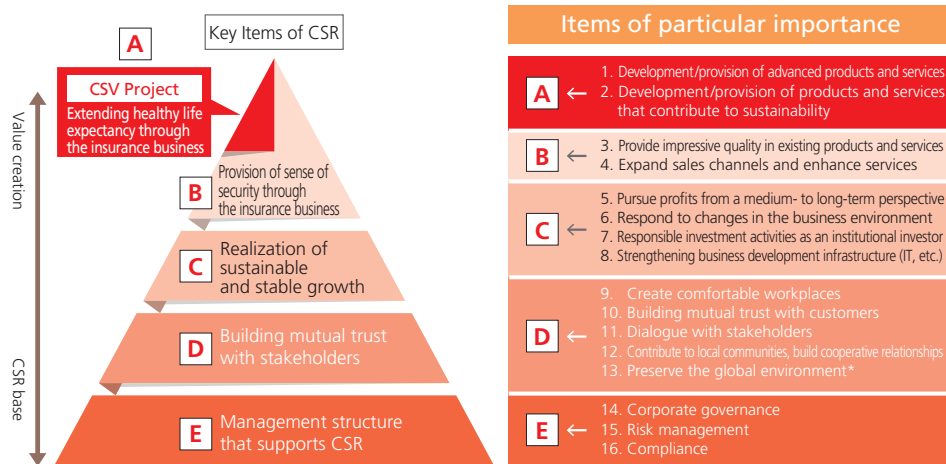 A
Key Items of CSR
CSV Project
Extending healthy life
expectancy through
the insurance business
Value creation
CSR base
B
Provision of sense of
security through
the insurance business
C
Realization of
sustainable
and stable growth
D
Building mutual trust
with stakeholders
E
Management structure
that supports CSR
Items of particular importance
A ←
1. Development/provision of advanced products and services
2. Development/provision of products and services
that contribute to sustainability
B ←
3. Provide impressive quality in existing products and services
4. Expand sales channels and enhance services
C ←
5. Pursue profits from a medium- to long-term perspective
6. Respond to changes in the business environment
7. Responsible investment activities as an institutional investor
8. Strengthening business development infrastructure (IT, etc.)
D ←
9. Create comfortable workplaces
10. Building mutual trust with customers
11. Dialogue with stakeholders
12. Contribute to local communities, build cooperative relationships
13. Preserve the global environment*
E ←
14. Corporate governance
15. Risk management
16. Compliance